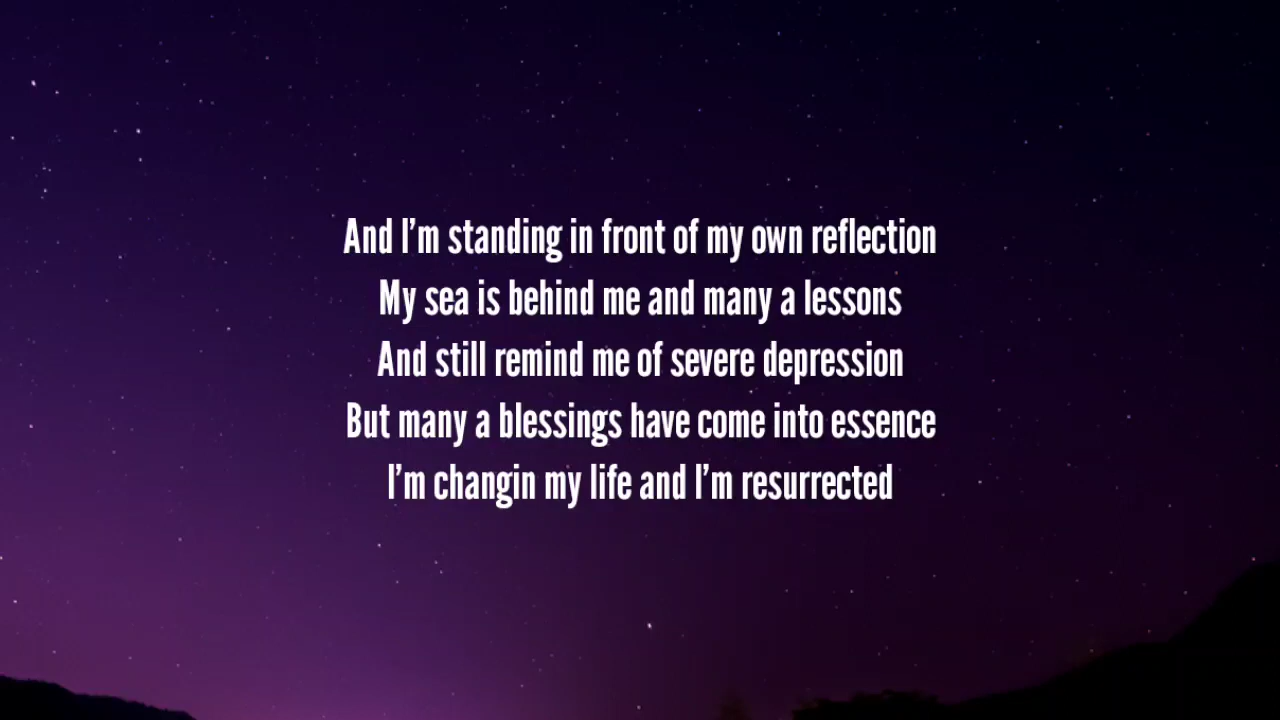 And I’m standing in front of my own reflection
My sea is behind me and many a lessons
And still remind me of severe depression
But many a blessings have come into essence
I’m changin my life and I’m resurrected